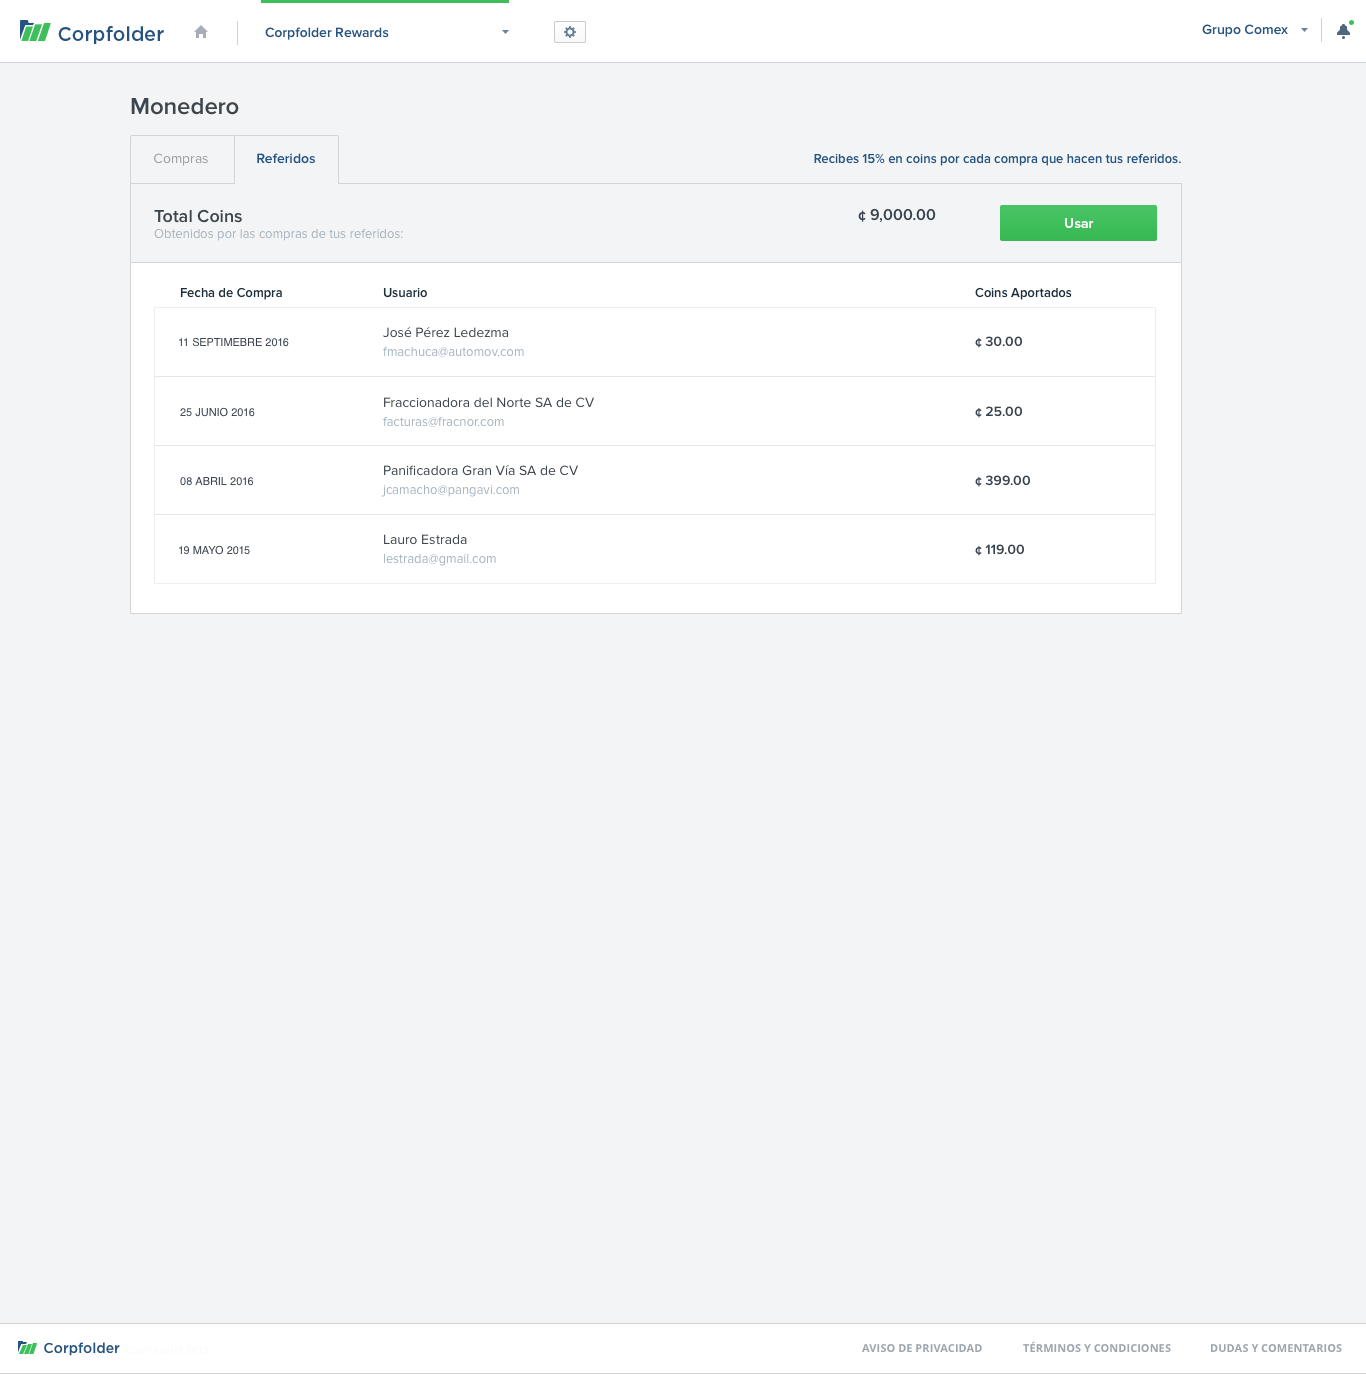 Corpfolder
Corpfolder Rewards
Grupo Comex
Monedero
Compras
Referidos
Recibes 15% en coins por cada compra que hacen tus referidos.
Total Coins
Obtenidos por las compras de tus referidos:
¢ 9,000.00
Usar
Fecha de Compra
Usuario
Coins Aportados
11 SEPTIMEBRE 2016
José Pérez Ledezma
fmachuca@automov.com
¢ 30.00
25 JUNIO 2016
Fraccionadora del Norte SA de CV
facturas@fracnor.com
¢ 25.00
08 ABRIL 2016
Panificadora Gran Vía SA de CV
jcamacho@pangavi.com
¢ 399.00
19 MAYO 2015
Lauro Estrada
lestrada@gmail.com
¢ 119.00
Corpfolder
AVISO DE PRIVACIDAD
TÉRMINOS Y CONDICIONES
DUDAS Y COMENTARIOS